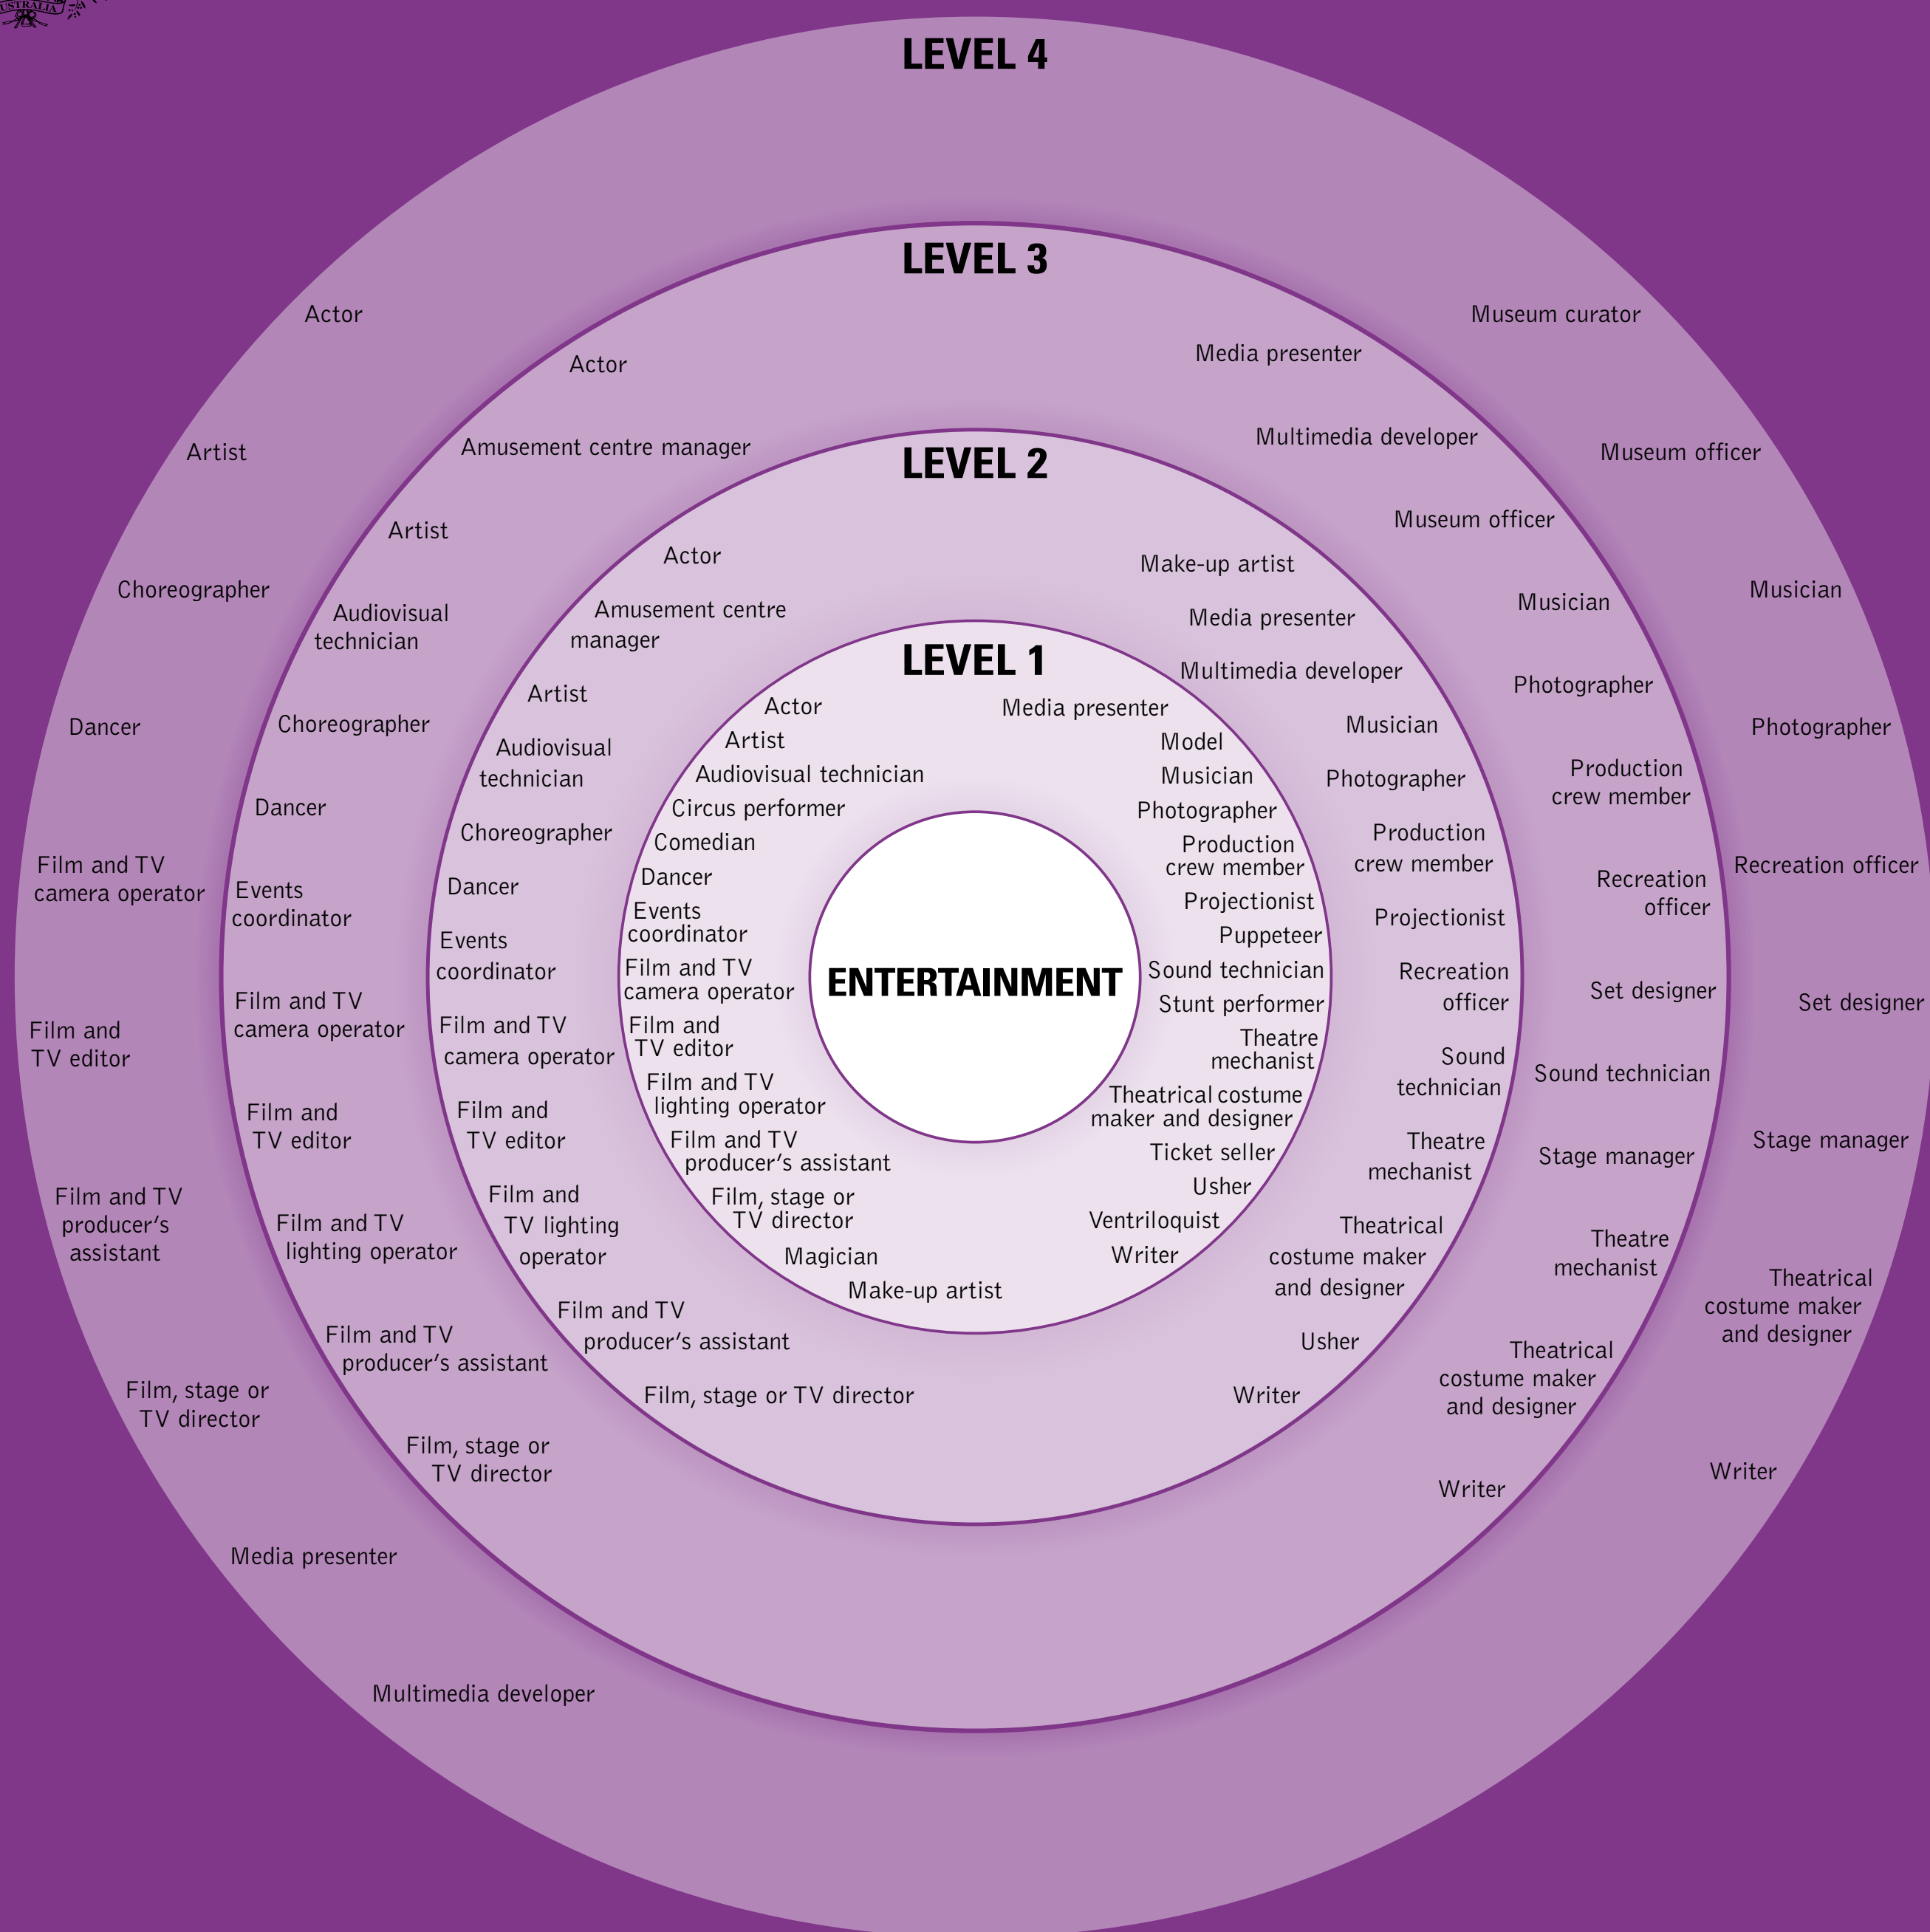 USTRALIA
LEVEL 4
Actor
Artist
Choreographer
Dancer
Film and TV
camera operator
Film and
TV editor
Film and TV
producer’s
assistant
Film, stage or
TV director
Media presenter
Multimedia developer
Museum curator
Museum officer
Musician
Photographer
Recreation officer
Set designer
Stage manager
Theatrical
costume maker
and designer
Writer
LEVEL 3
Actor
Amusement centre manager
Artist
Audiovisual
technician
Choreographer
Dancer
Events
coordinator
Film and TV
camera operator
Film and
TV editor
Film and TV
lighting operator
Film and TV
producer’s assistant
Film, stage or
TV director
Media presenter
Multimedia developer
Museum officer
Musician
Photographer
Production
crew member
Recreation
officer
Set designer
Sound technician
Stage manager
Theatre
mechanist
Theatrical
costume maker
and designer
Writer
LEVEL 2
Actor
Amusement centre
manager
Artist
Audiovisual
technician
Choreographer
Dancer
Events
coordinator
Film and TV
camera operator
Film and
TV editor
Film and
TV lighting
operator
Film and TV
producer’s assistant
Film, stage or TV director
Make-up artist
Media presenter
Multimedia developer
Musician
Photographer
Production
crew member
Projectionist
Recreation
officer
Sound
technician
Theatre
mechanist
Theatrical
costume maker
and designer
Usher
Writer
LEVEL 1
Actor
Artist
Audiovisual technician
Circus performer
Comedian
Dancer
Events
coordinator
Film and TV
camera operator
Film and
TV editor
Film and TV
lighting operator
Film and TV
producer’s assistant
Film, stage or
TV director
Magician
Make-up artist
Media presenter
Model
Musician
Photographer
Production
crew member
Projectionist
Puppeteer
Sound technician
Stunt performer
Theatre
mechanist
Theatrical costume
maker and designer
Ticket seller
Usher
Ventriloquist
Writer
ENTERTAINMENT